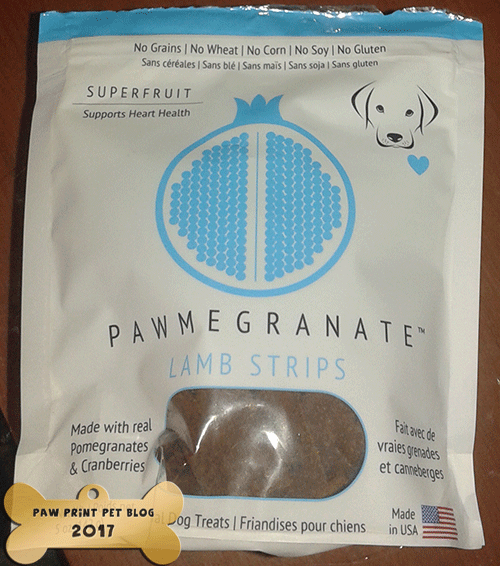 No Grains | No Wheat | No Corn | No Soy | No Gluten
Sans céréales | Sans blé | Sans maïs | Sans soja | Sans gluten
SUPERFRUIT
Supports Heart Health
PAWMEGRANATE™
LAMB STRIPS
Made with real
Pomegranates
& Cranberries
Fait avec de
vraies grenades
et canneberges
Dog Treats | Friandises pour chiens
Made
in USA
PAW PRINT PET BLOG
2017